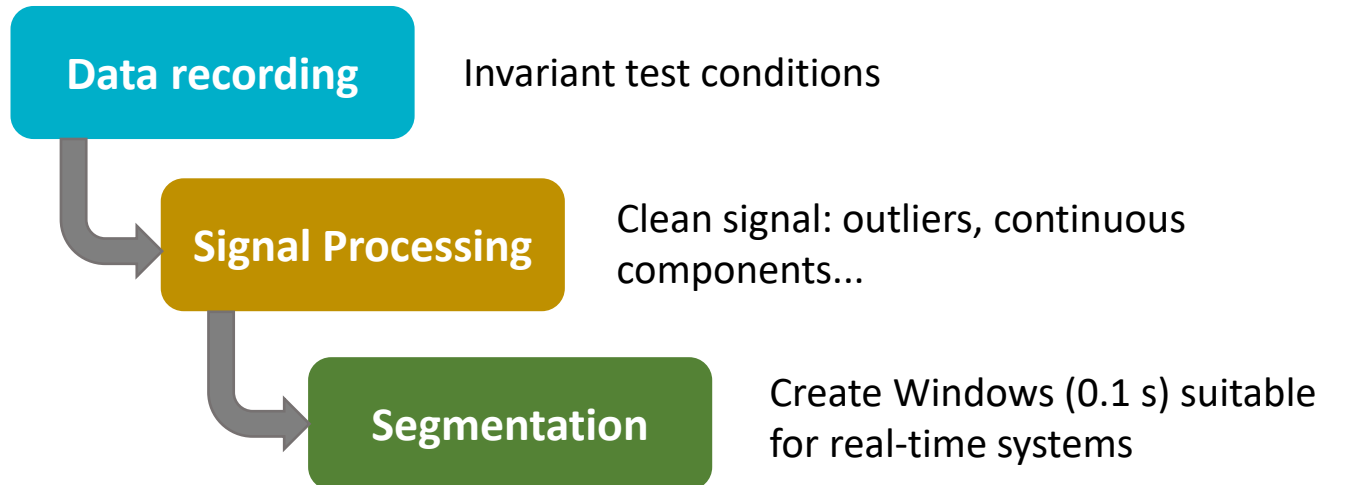 Data recording
Invariant test conditions
Signal Processing
Clean signal: outliers, continuous
components...
Segmentation
Create Windows (0.1 s) suitable
for real-time systems